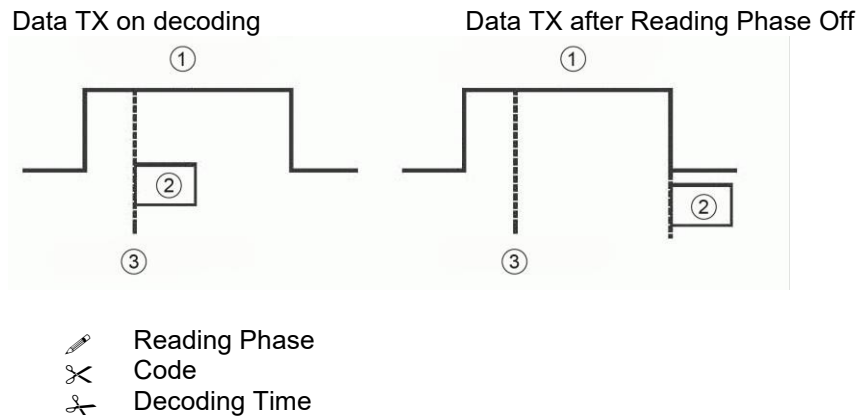 Data TX on decoding Data TX after Reading Phase Off
① ①
② ②
③ ③
✏ Reading Phase
✂ Code
✁ Decoding Time